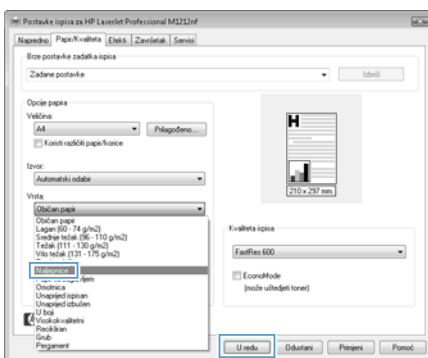 Postavke ispisa za HP LaserJet Professional M1212nf
Napredno Papir/Kvaliteta Efekti Završetak Servisi
Brze postavke zadatka ispisa
Zadane postavke
Izbriši
Opcije papira
Veličina:
A4
Prilagođeno...
Koristi različiti papir/korice
Izvor:
Automatski odabir
Vrsta:
Običan papir
Običan papir
Lagan (60 - 74 g/m2)
Srednje težak (96 - 110 g/m2)
Težak (111 - 130 g/m2)
Vrlo težak (131 - 175 g/m2)
Naljepnice
Omotnica
Unaprijed ispisan
Unaprijed izbušen
U boji
Visokokvalitetni
Recikliran
Grub
Pergament
H
210 x 297 mm.
Kvaliteta ispisa
FastRes 600
EconoMode
(može uštedjeti toner)
U redu Odustani Primijeni Pomoć